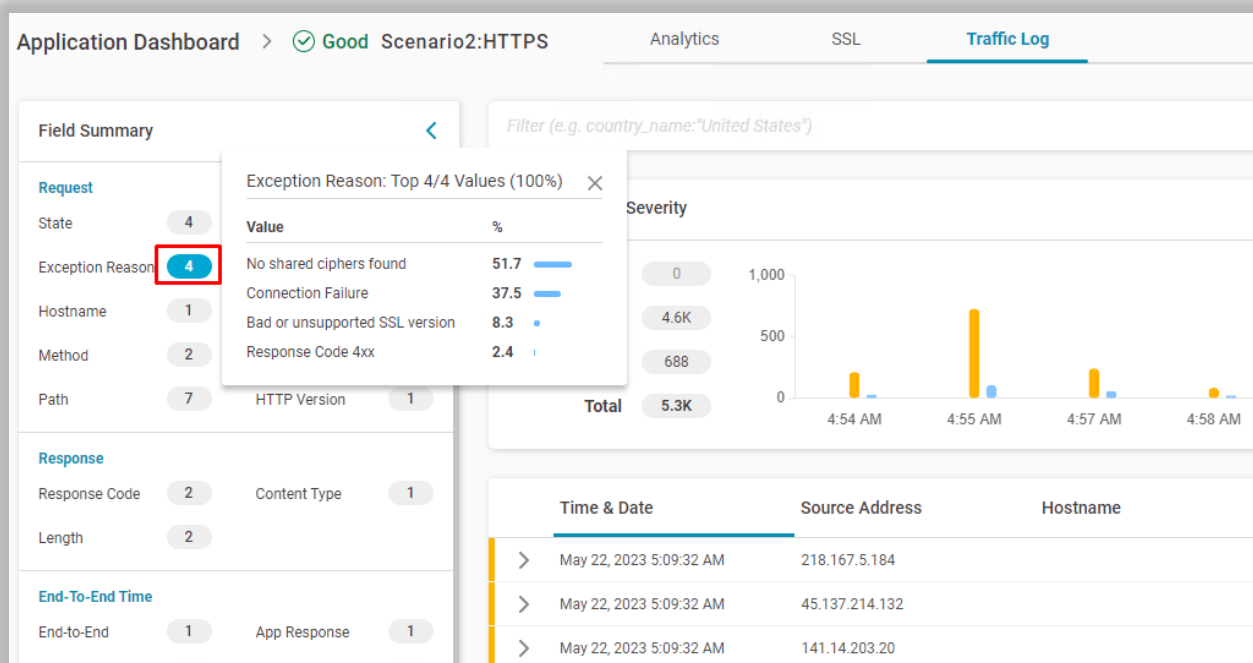 Application Dashboard > Good Scenario2:HTTPS Analytics SSL Traffic Log
Field Summary
Request
State 4
Exception Reason 4
Hostname 1
Method 2
Path 7 HTTP Version 1
Response
Response Code 2 Content Type 1
Length 2
End-To-End Time
End-to-End 1 App Response 1
Exception Reason: Top 4/4 Values (100%)
Value %
No shared ciphers found 51.7
Connection Failure 37.5
Bad or unsupported SSL version 8.3
Response Code 4xx 2.4
Filter (e.g. country_name:"United States")
Severity
0
4.6K
688
Total 5.3K
1,000
500
0
4:54 AM 4:55 AM 4:57 AM 4:58 AM
Time & Date Source Address Hostname
May 22, 2023 5:09:32 AM 218.167.5.184
May 22, 2023 5:09:32 AM 45.137.214.132
May 22, 2023 5:09:32 AM 141.14.203.20